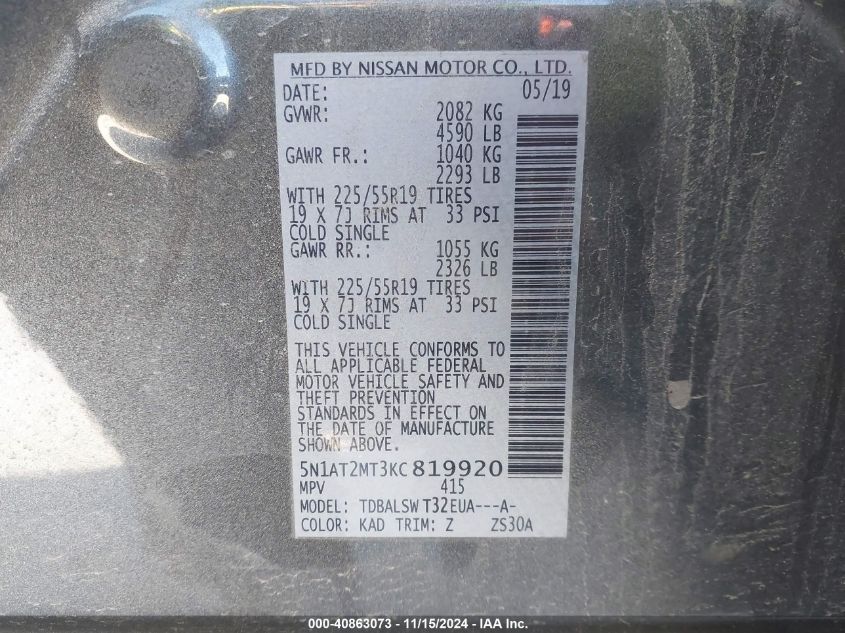 MFD BY NISSAN MOTOR CO., LTD.
DATE: 05/19
GVWR: 2082 KG
4590 LB
GAWR FR.: 1040 KG
2293 LB
WITH 225/55R19 TIRES
19 X 7J RIMS AT 33 PSI
COLD SINGLE
GAWR RR.: 1055 KG
2326 LB
WITH 225/55R19 TIRES
19 X 7J RIMS AT 33 PSI
COLD SINGLE
THIS VEHICLE CONFORMS TO
ALL APPLICABLE FEDERAL
MOTOR VEHICLE SAFETY AND
THEFT PREVENTION
STANDARDS IN EFFECT ON
THE DATE OF MANUFACTURE
SHOWN ABOVE.
5N1AT2MT3KC819920
MPV 415
MODEL: TDBALSW T32EUA---A-
COLOR: KAD TRIM: Z ZS30A
000-40863073 - 11/15/2024 - IAA Inc.